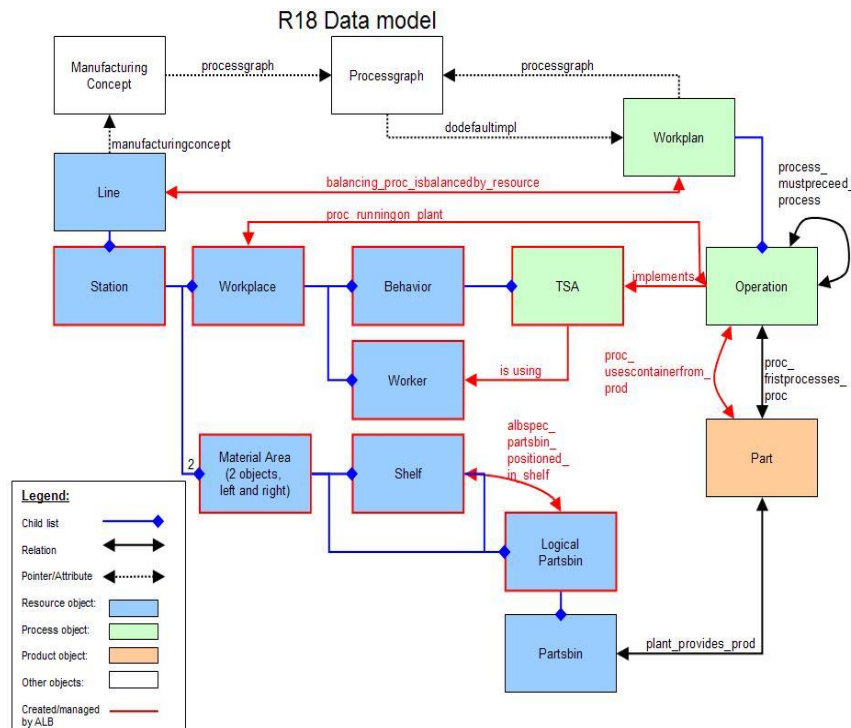 R18 Data model
Manufacturing
Concept
processgraph
Processgraph
processgraph
dodefaultimpl
Workplan
manufacturingconcept
Line
balancing_proc_isbalancedby_resource
process_
mustpreceed_
process
proc_runningon_plant
Station
Workplace
Behavior
TSA
implements
Operation
Worker
is using
proc_
usescontainerfrom_
prod
proc_
fristprocesses_
proc
albspec_
partsbin_
positioned_
in_shelf
2
Material Area
(2 objects,
left and right)
Shelf
Part
Logical
Partsbin
Partsbin
plant_provides_prod
Legend:
Child list
Relation
Pointer/Attribute
Resource object:
Process object:
Product object:
Other objects:
Created/managed
by ALB